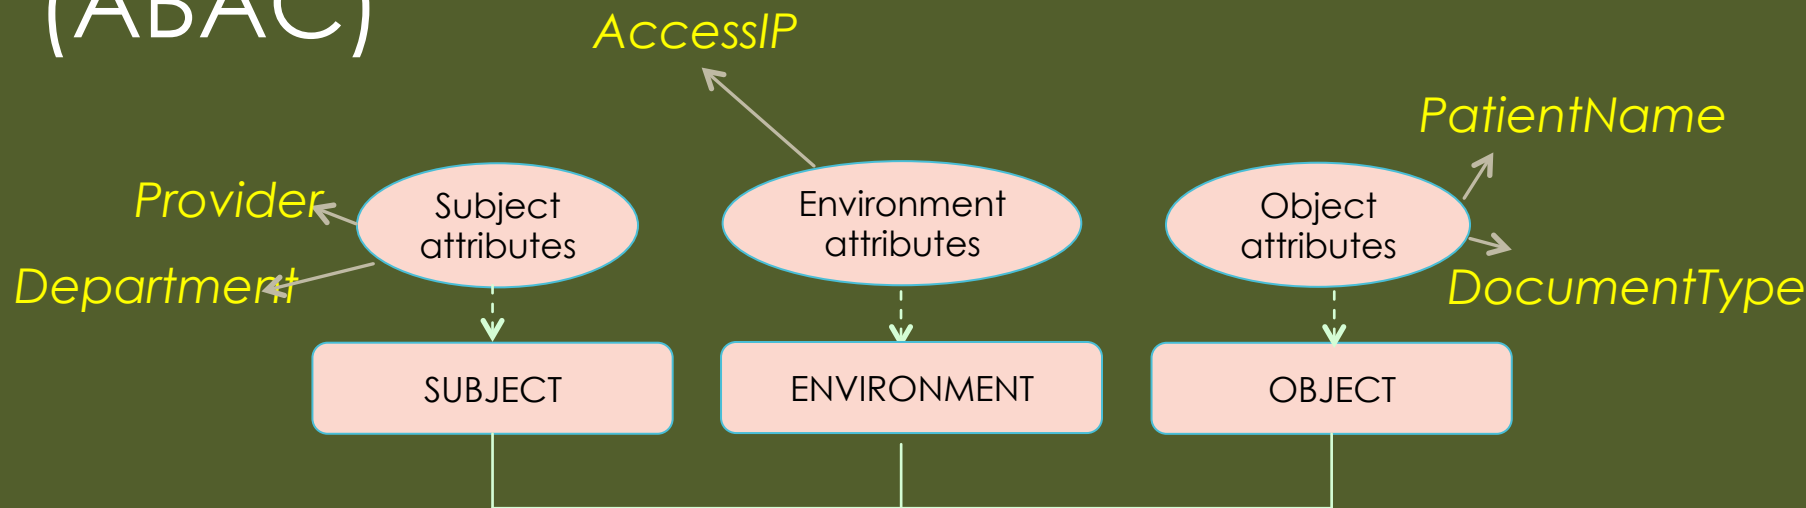 (ABAC)
AccessIP
PatientName
Provider
Subject
attributes
Environment
attributes
Object
attributes
Department
DocumentType
SUBJECT
ENVIRONMENT
OBJECT